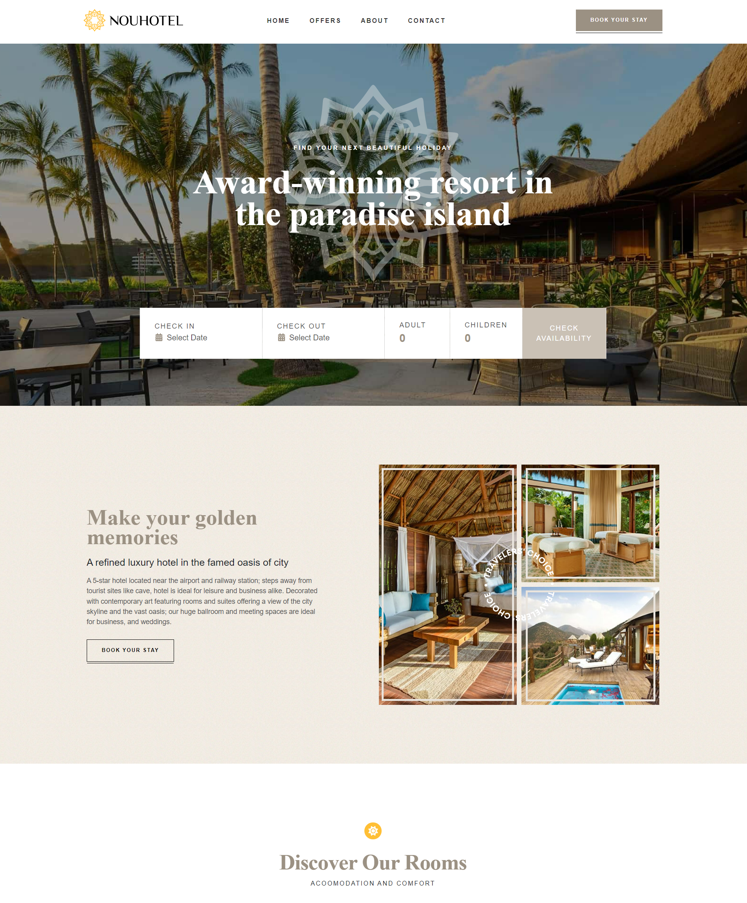 NOUHOTEL
HOME OFFERS ABOUT CONTACT
BOOK YOUR STAY
FIND YOUR NEXT BEAUTIFUL HOLIDAY
Award-winning resort in
the paradise island
CHECK IN
Select Date
CHECK OUT
Select Date
ADULT
0
CHILDREN
0
CHECK
AVAILABILITY
Make your golden
memories
A refined luxury hotel in the famed oasis of city
A 5-star hotel located near the airport and railway station; steps away from
tourist sites like cave, hotel is ideal for leisure and business alike. Decorated
with contemporary art featuring rooms and suites offering a view of the city
skyline and the vast oasis; our huge ballroom and meeting spaces are ideal
for business, and weddings.
BOOK YOUR STAY
TRAVELERS' CHOICE • TRAVELERS' CHOICE •
Discover Our Rooms
ACOOMODATION AND COMFORT